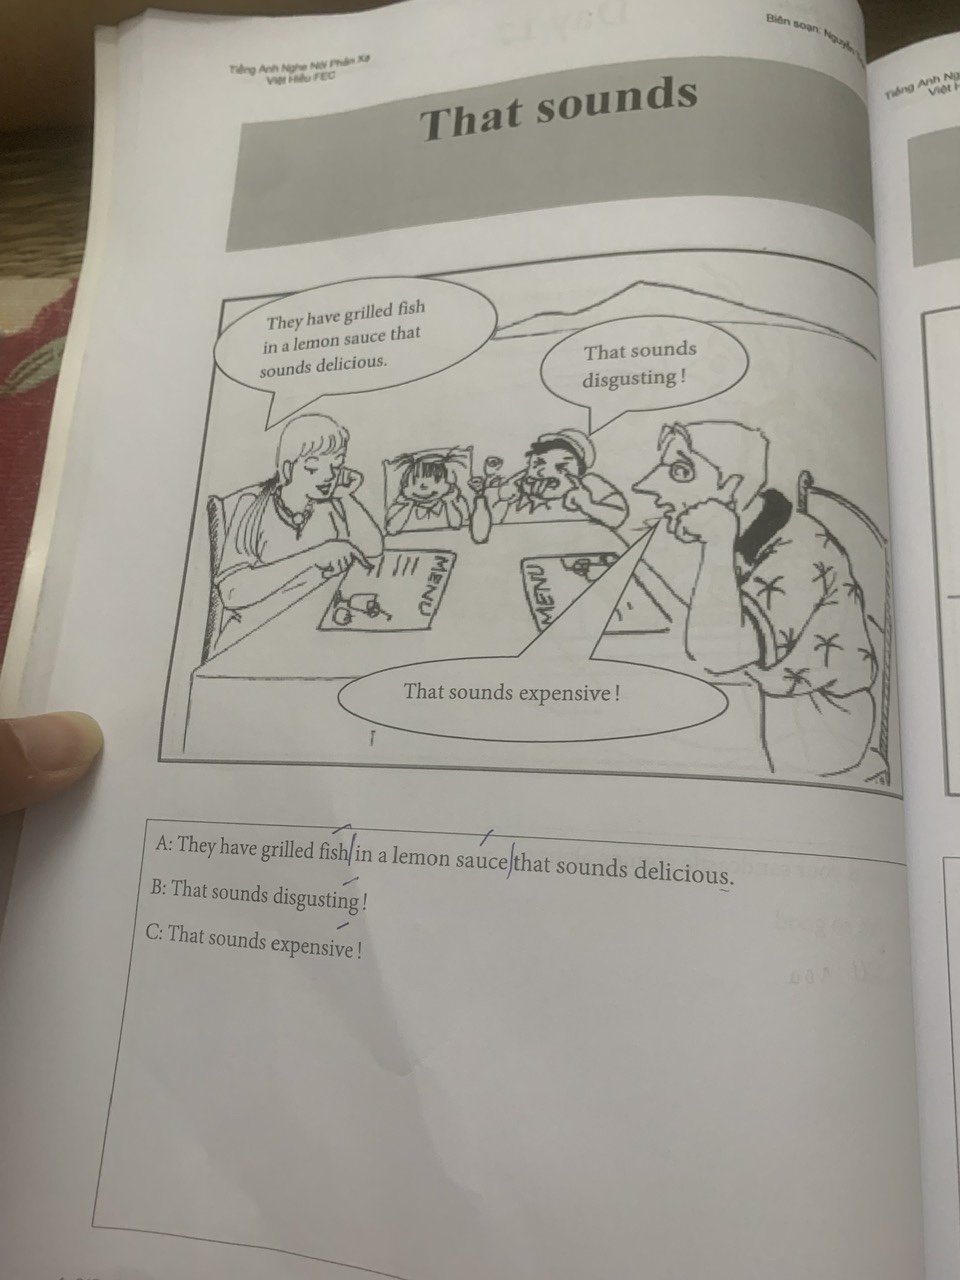 Tiếng Anh Nghe Nói Phản Xạ
Việt Hiếu FEC
Biên soạn: Nguyễn
That sounds
They have grilled fish
in a lemon sauce that
sounds delicious.
That sounds
disgusting!
MENU
MENU
That sounds expensive!
A: They have grilled fish in a lemon sauce that sounds delicious.
B: That sounds disgusting!
C: That sounds expensive!
Tiếng Anh
Việt